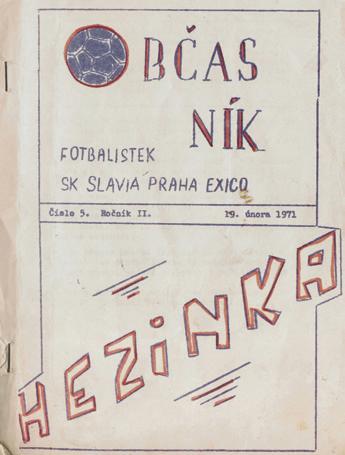 OBČAS
NÍK
FOTBALISTEK
SK SLAVIA PRAHA EXICO
Číslo 5. Ročník II. 19. února 1971
HEZiNKA